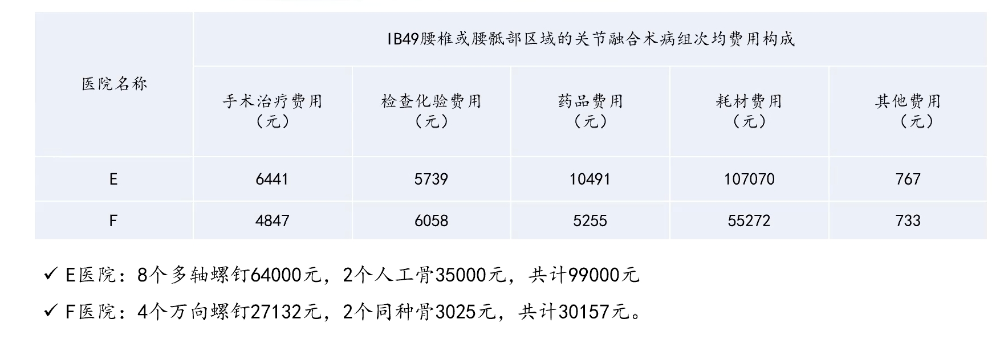 IB49腰椎或腰骶部区域的关节融合术病组次均费用构成
医院名称
手术治疗费用
（元）
检查化验费用
（元）
药品费用
（元）
耗材费用
（元）
其他费用
（元）
E 6441 5739 10491 107070 767
F 4847 6058 5255 55272 733
✓ E医院：8个多轴螺钉64000元，2个人工骨35000元，共计99000元
✓ F医院：4个万向螺钉27132元，2个同种骨3025元，共计30157元。